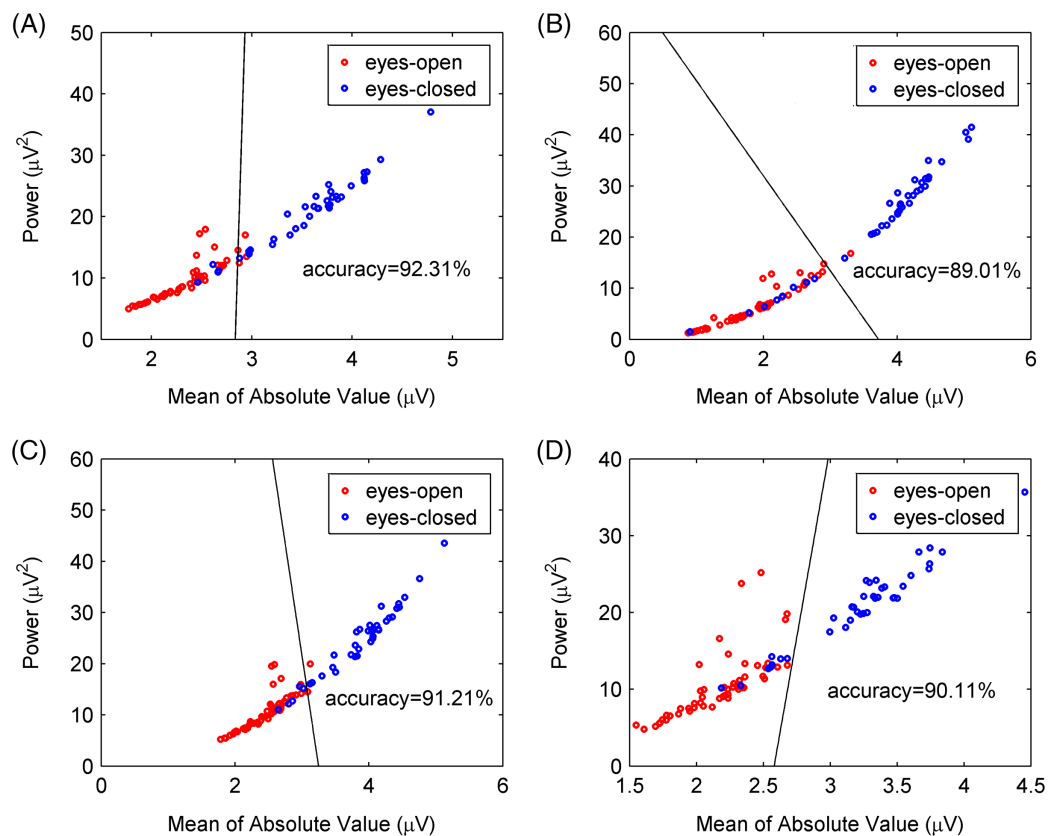 (A)
50
40
30
20
10
0
2
3
4
5
Power (μV²)
Mean of Absolute Value (μV)
eyes-open
eyes-closed
accuracy=92.31%
(B)
60
50
40
30
20
10
0
0
2
4
6
Power (μV²)
Mean of Absolute Value (μV)
eyes-open
eyes-closed
accuracy=89.01%
(C)
60
50
40
30
20
10
0
0
2
4
6
Power (μV²)
Mean of Absolute Value (μV)
eyes-open
eyes-closed
accuracy=91.21%
(D)
40
30
20
10
0
1.5
2
2.5
3
3.5
4
4.5
Power (μV²)
Mean of Absolute Value (μV)
eyes-open
eyes-closed
accuracy=90.11%